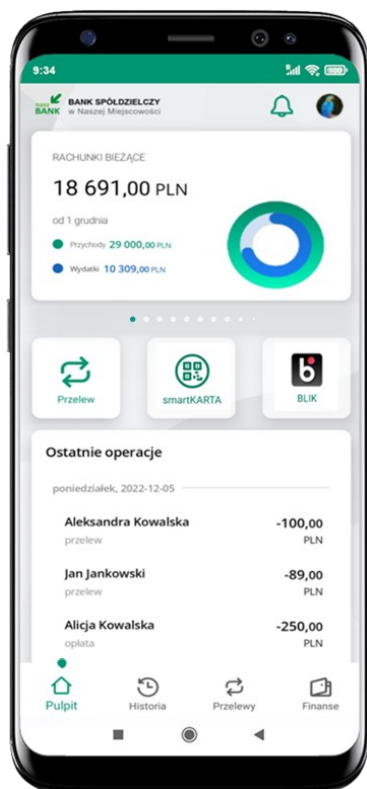 9:34
nasz BANK
BANK SPÓŁDZIELCZY
w Naszej Miejscowości
RACHUNKI BIEŻĄCE
18 691,00 PLN
od 1 grudnia
Przychody 29 000,00 PLN
Wydatki 10 309,00 PLN
Przelew
smartKARTA
BLIK
Ostatnie operacje
poniedziałek, 2022-12-05
Aleksandra Kowalska -100,00
przelew PLN
Jan Jankowski -89,00
przelew PLN
Alicja Kowalska -250,00
opłata PLN
Pulpit
Historia
Przelewy
Finanse